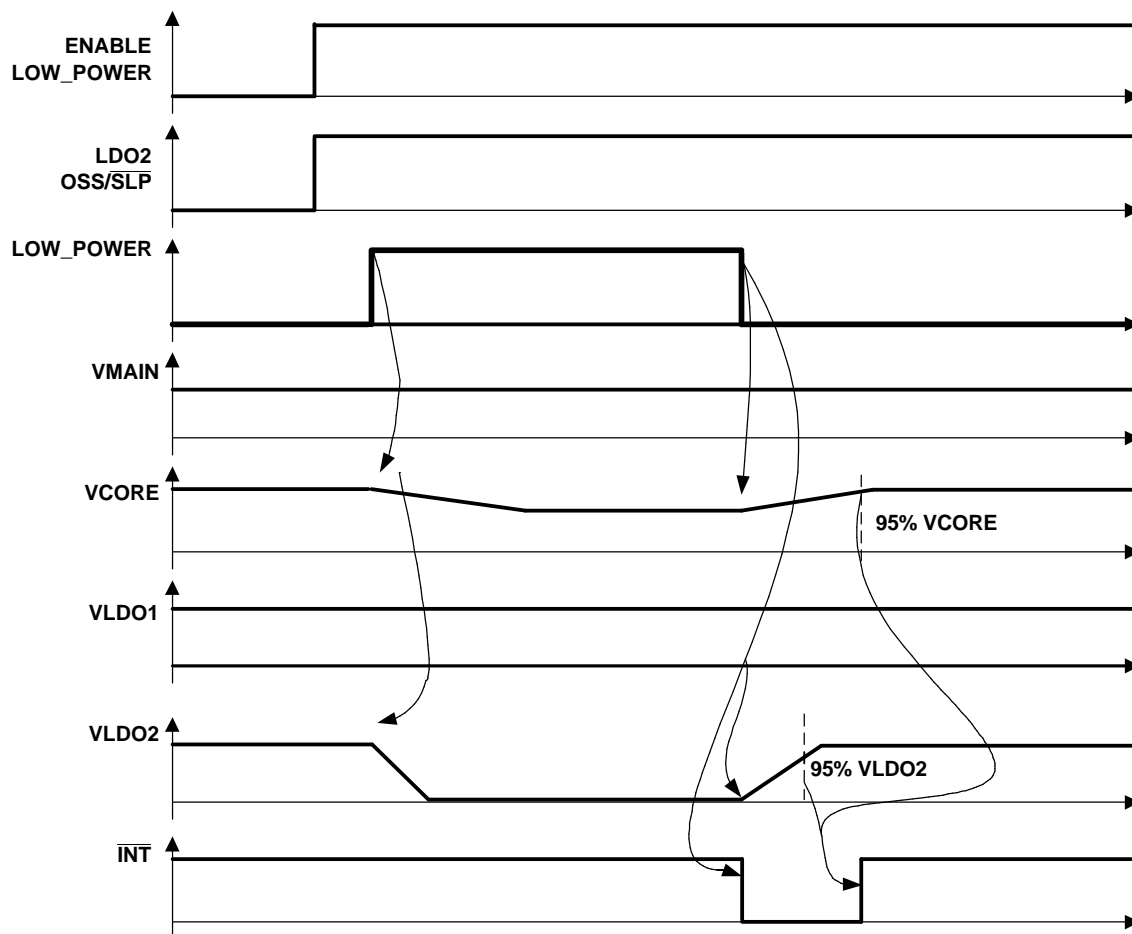 ENABLE
LOW_POWER
LDO2
OSS/SLP
LOW_POWER
VMAIN
VCORE
95% VCORE
VLDO1
VLDO2
95% VLDO2
INT